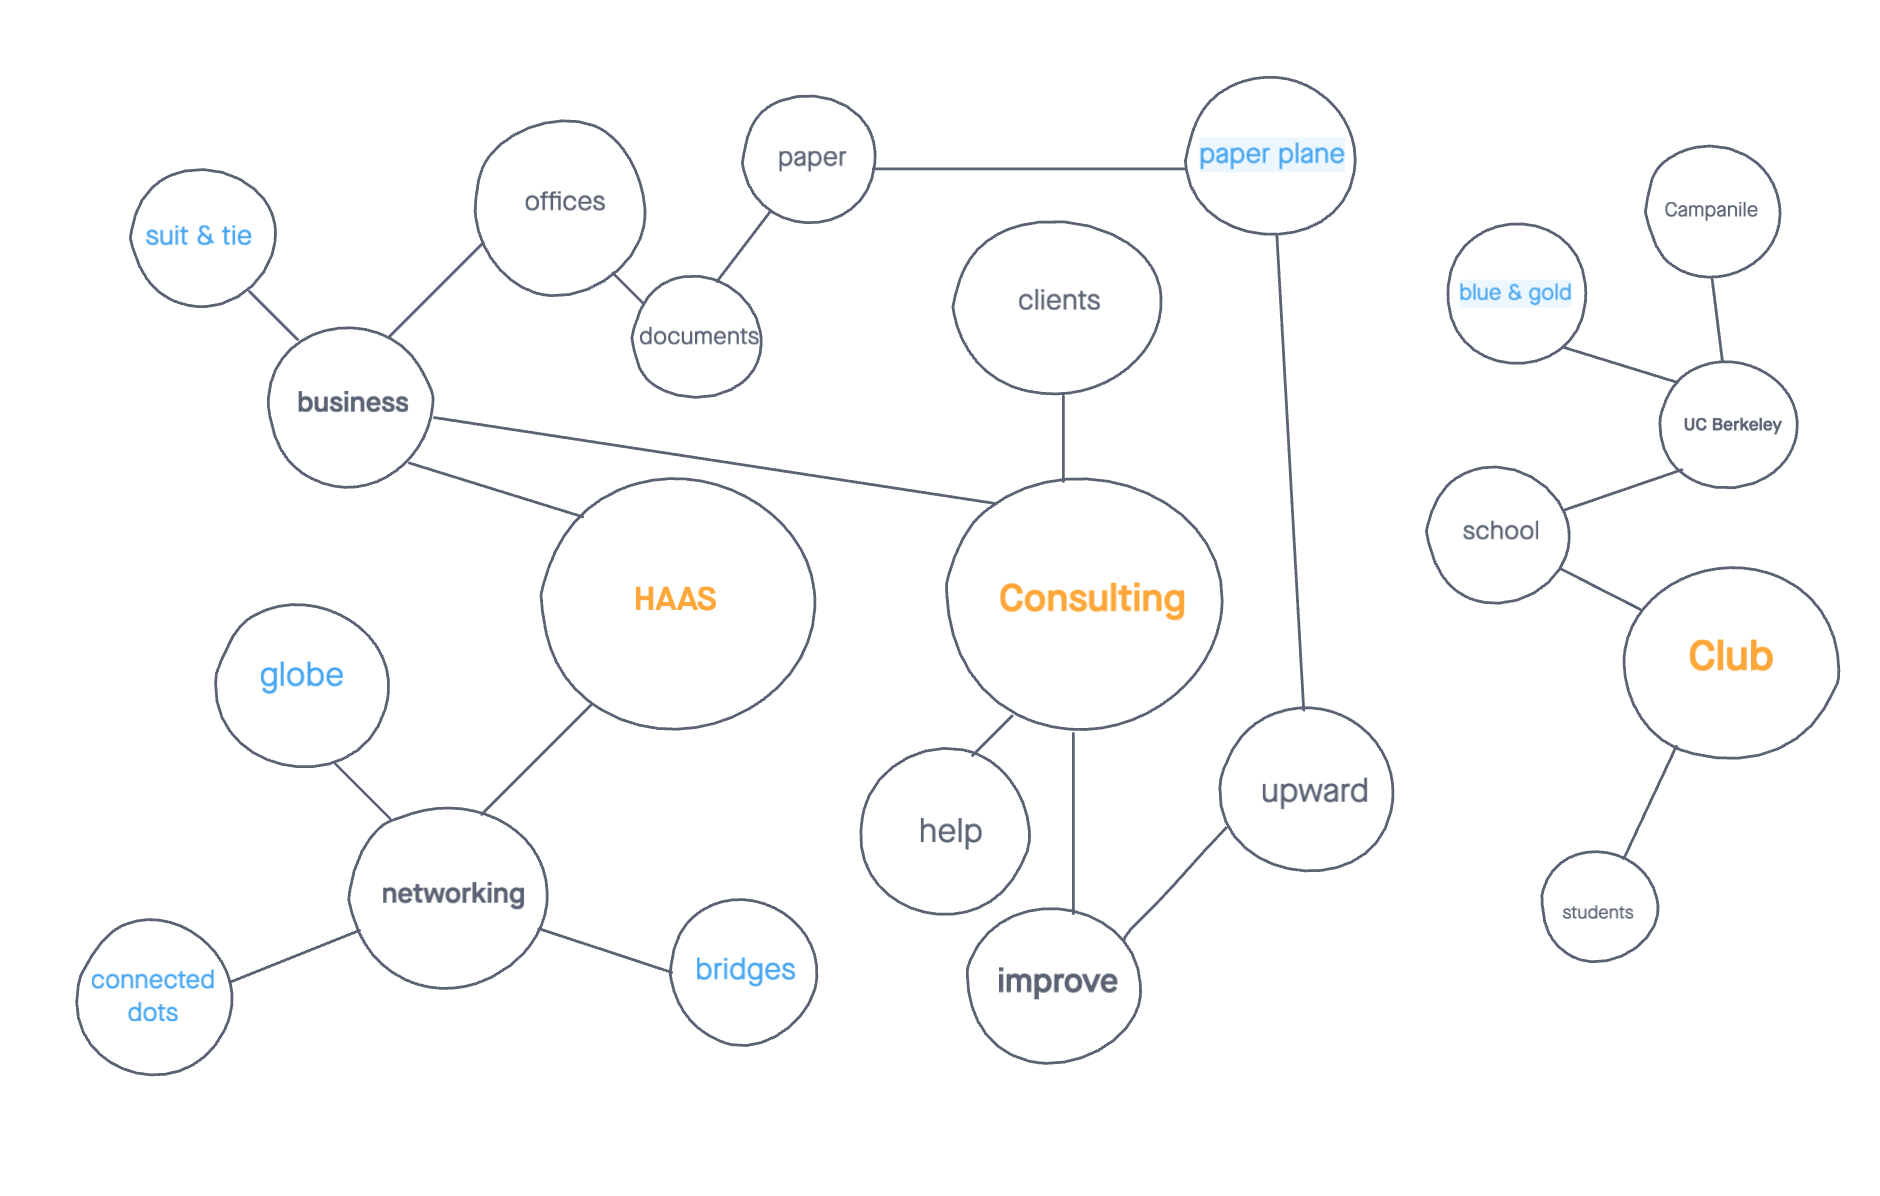 paper
paper plane
offices
Campanile
suit & tie
blue & gold
clients
documents
business
UC Berkeley
school
HAAS
Consulting
Club
globe
upward
help
networking
students
bridges
improve
connected
dots